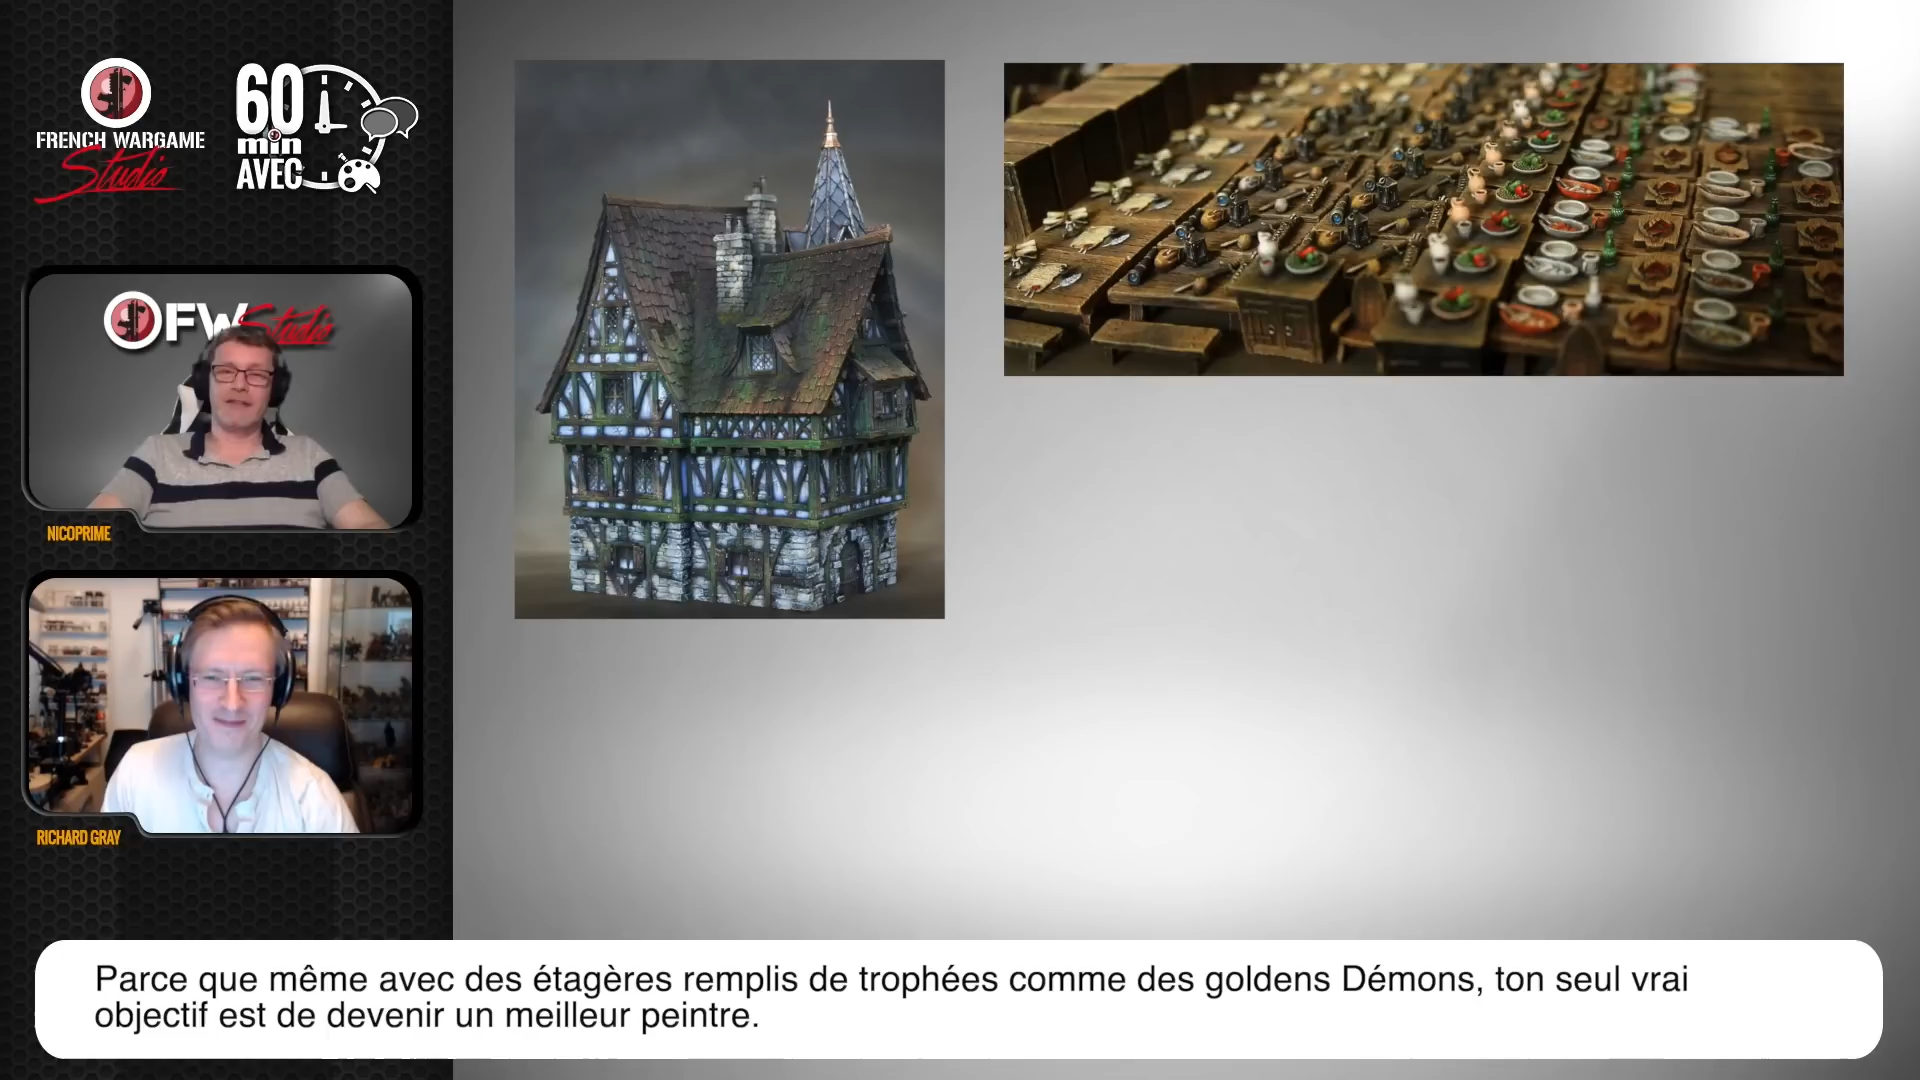 FRENCH WARGAME
Studio
60
min
AVEC
FW Studio
NICOPRIME
RICHARD GRAY
Parce que même avec des étagères remplis de trophées comme des goldens Démons, ton seul vrai
objectif est de devenir un meilleur peintre.